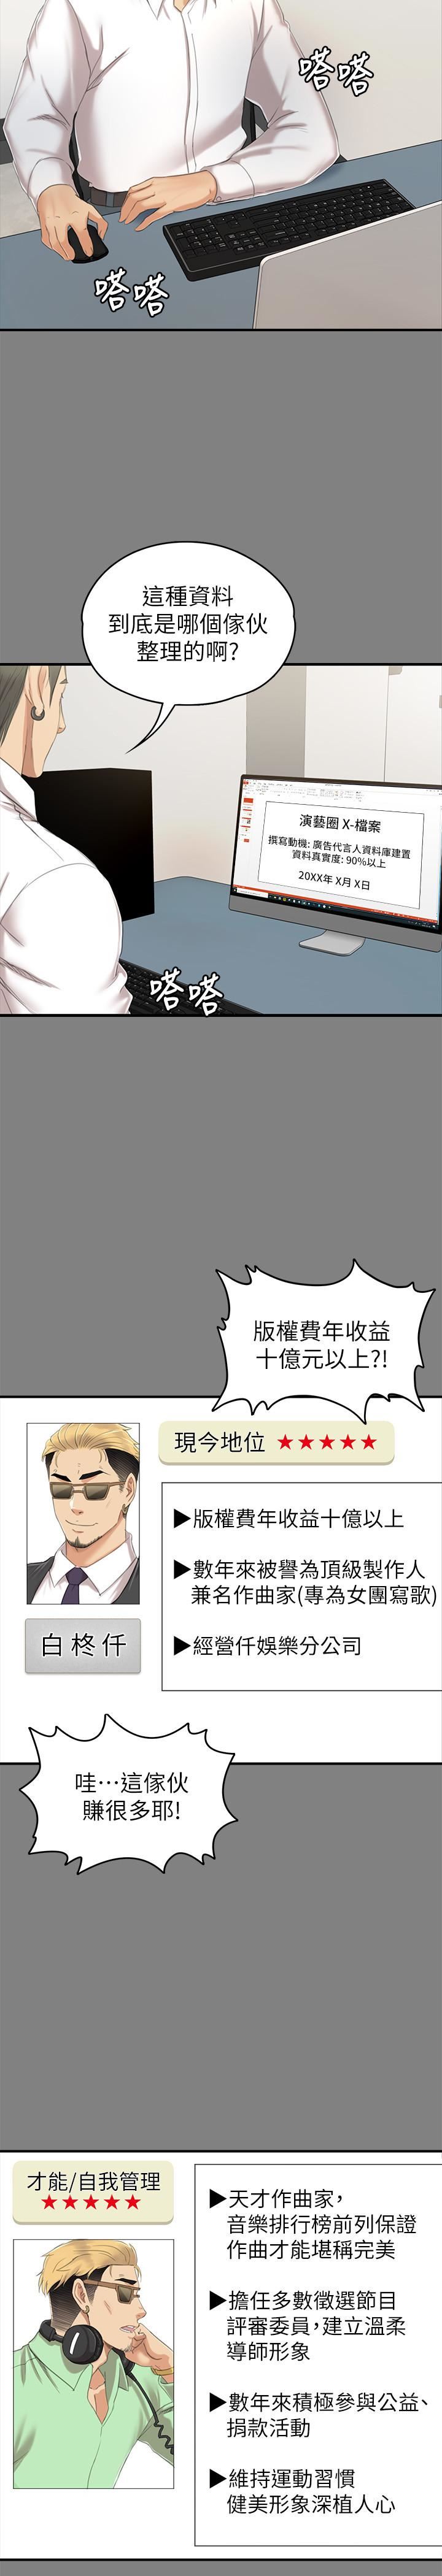 嗒嗒
嗒嗒
這種資料
到底是哪個傢伙
整理的啊?
演藝圈 X-檔案
撰寫動機: 廣告代言人資料庫建置
資料真實度: 90%以上
20XX年 X月 X日
嗒嗒
版權費年收益
十億元以上?!
現今地位 ★★★★★
▶版權費年收益十億以上
▶數年來被譽為頂級製作人
兼名作曲家(專為女團寫歌)
▶經營仟娛樂分公司
白柊仟
哇…這傢伙
賺很多耶!
才能/自我管理
★★★★★
▶天才作曲家,
音樂排行榜前列保證
作曲才能堪稱完美
▶擔任多數徵選節目
評審委員,建立溫柔
導師形象
▶數年來積極參與公益、
捐款活動
▶維持運動習慣
健美形象深植人心